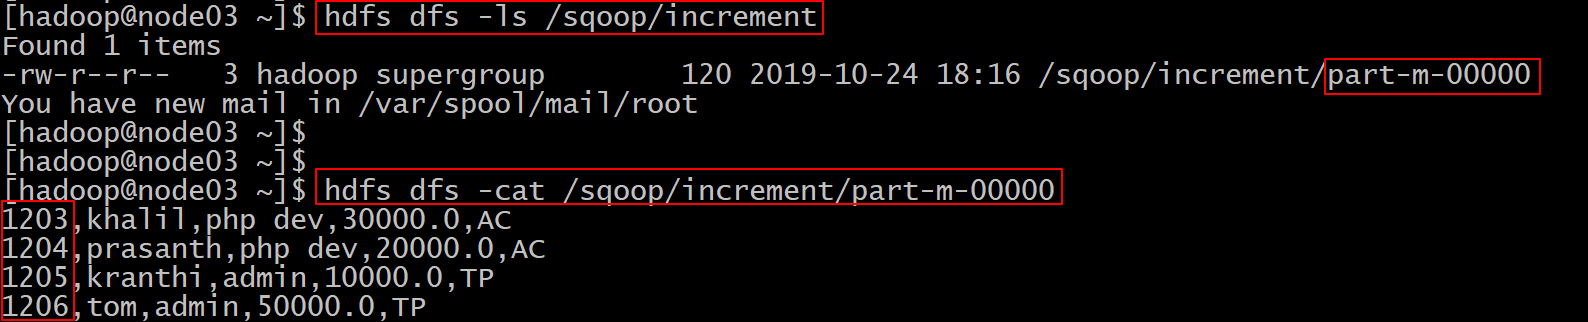 [hadoop@node03 ~]$ hdfs dfs -ls /sqoop/increment
Found 1 items
-rw-r--r--   3 hadoop supergroup        120 2019-10-24 18:16 /sqoop/increment/part-m-00000
You have new mail in /var/spool/mail/root
[hadoop@node03 ~]$
[hadoop@node03 ~]$
[hadoop@node03 ~]$ hdfs dfs -cat /sqoop/increment/part-m-00000
1203,khalil,php dev,30000.0,AC
1204,prasanth,php dev,20000.0,AC
1205,kranthi,admin,10000.0,TP
1206,tom,admin,50000.0,TP